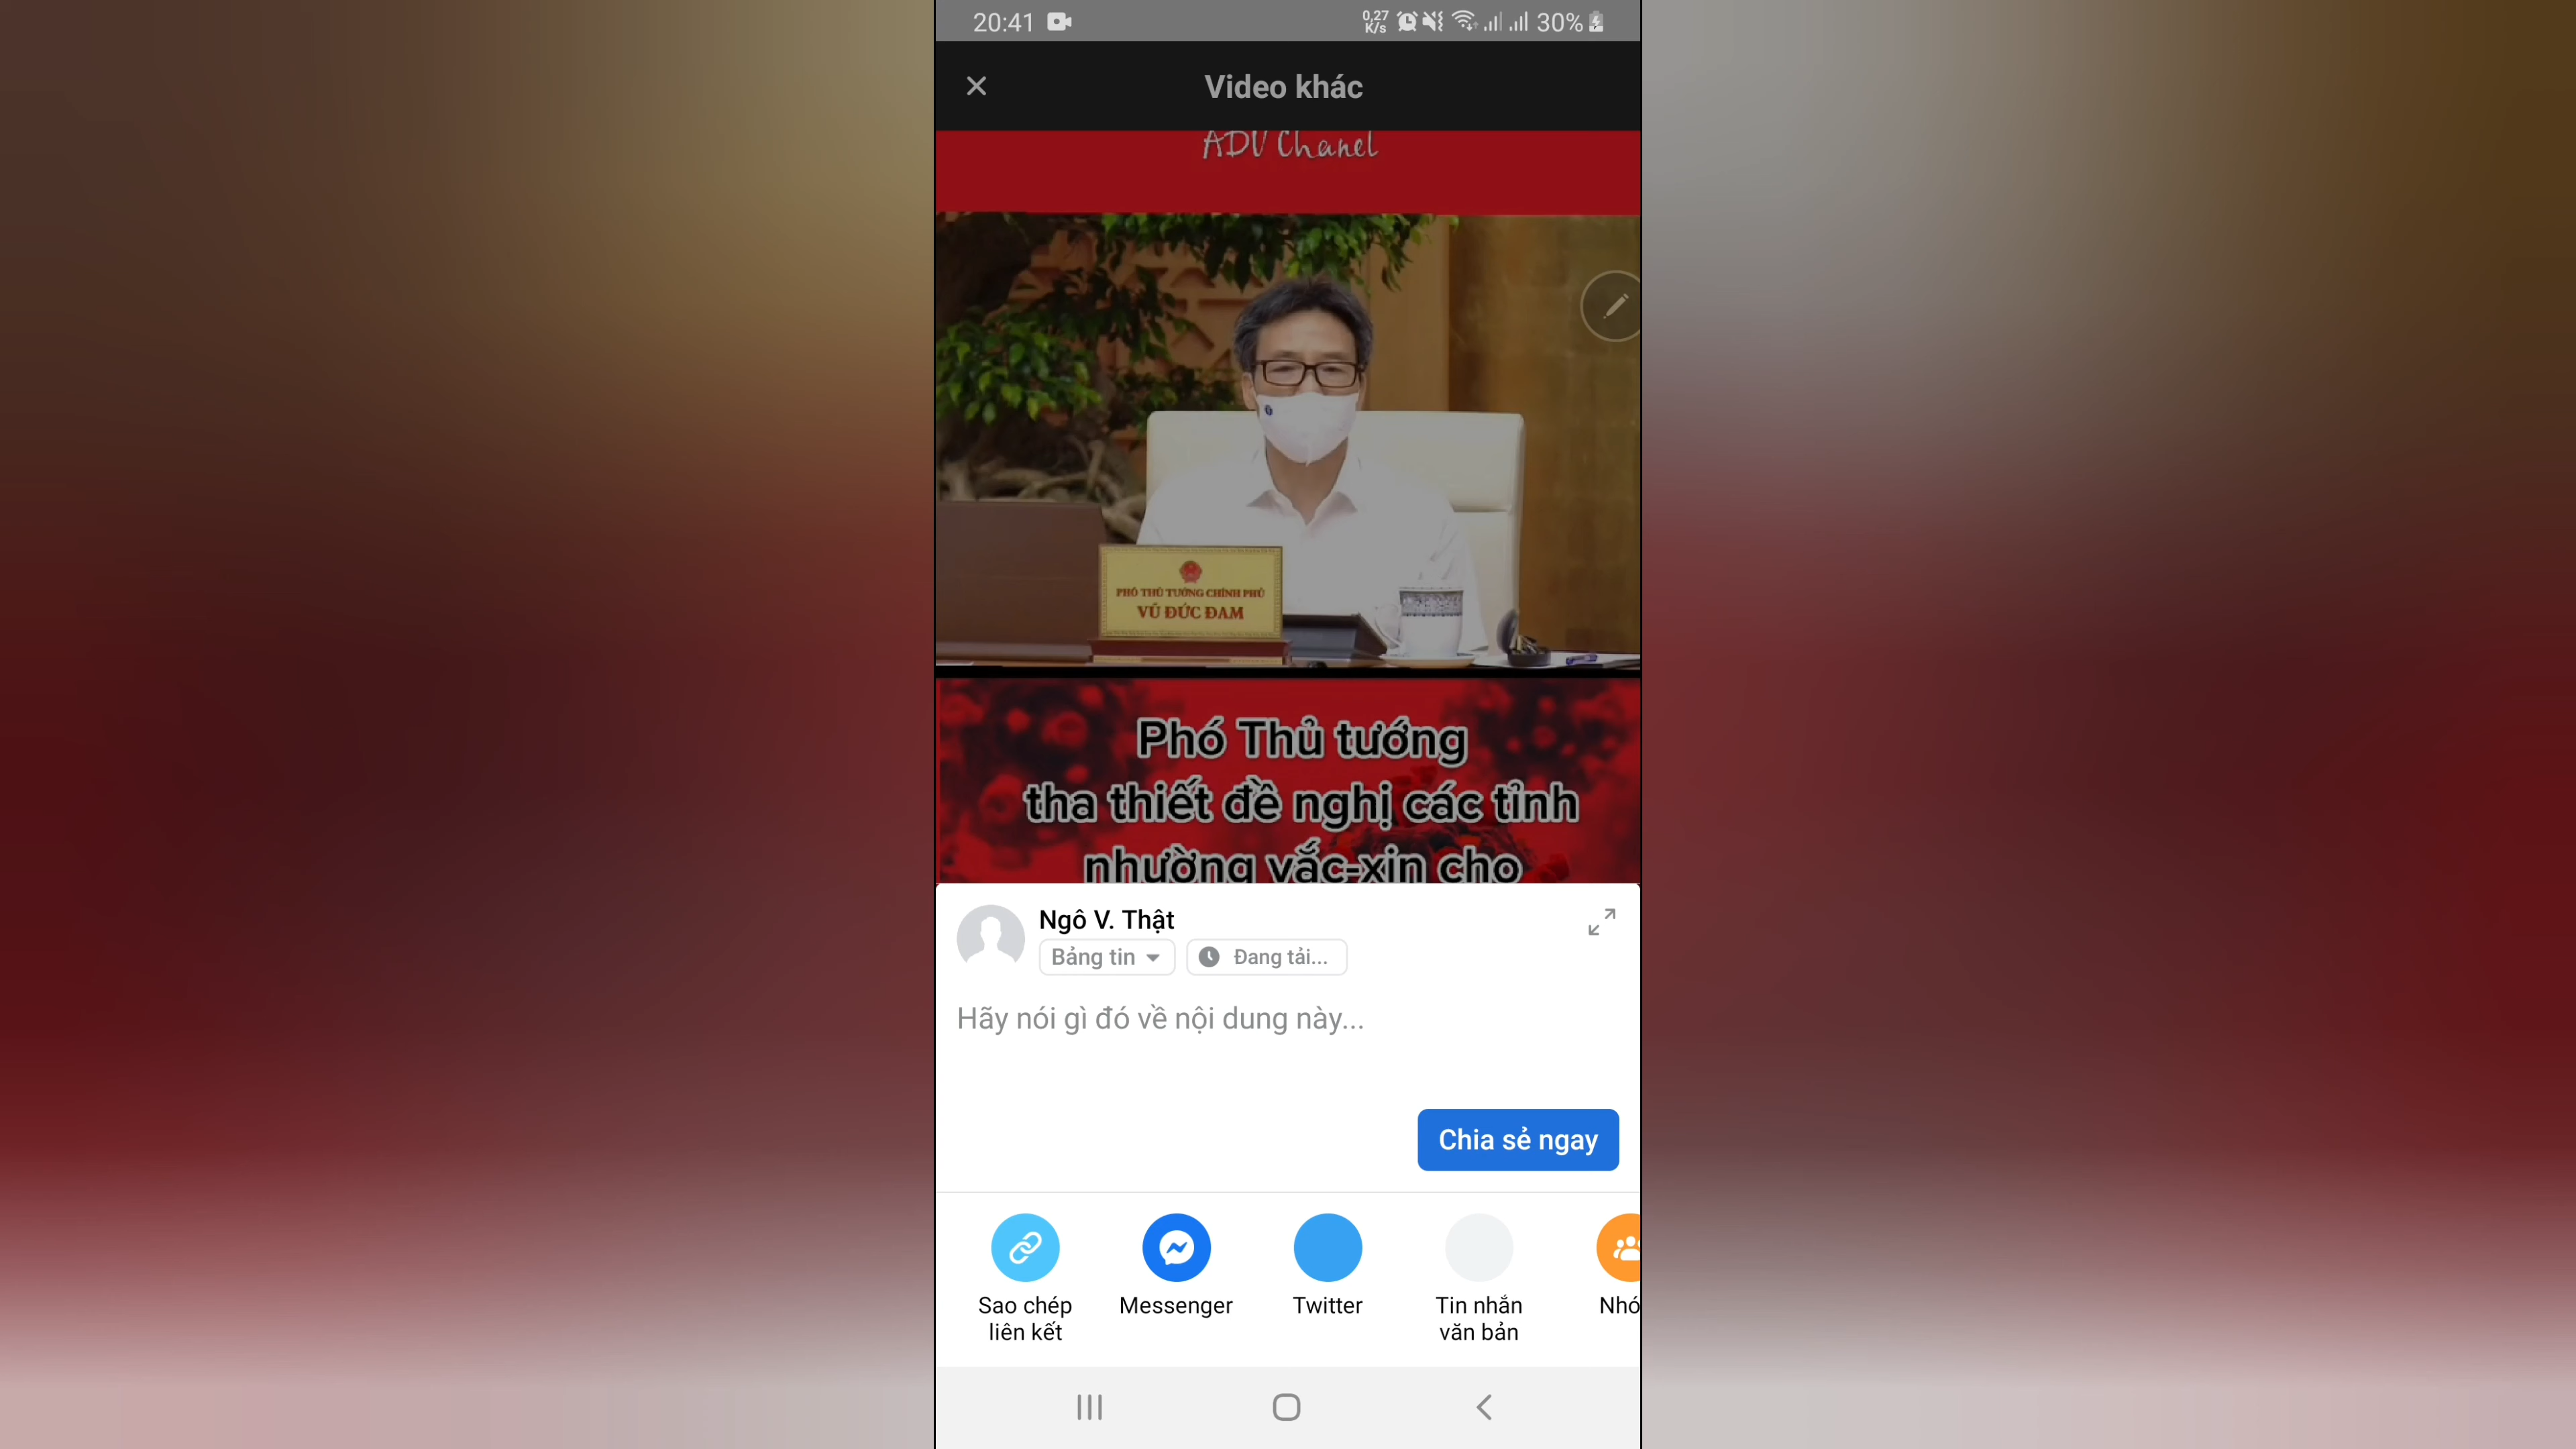 20:41
0,27
K/s
30%
Video khác
ADV Chanel
PHÓ THỦ TƯỚNG CHÍNH PHỦ
VŨ ĐỨC ĐAM
Phó Thủ tướng
tha thiết đề nghị các tỉnh
nhường vắc-xin cho
Ngô V. Thật
Bảng tin
Đang tải...
Hãy nói gì đó về nội dung này...
Chia sẻ ngay
Sao chép
liên kết
Messenger
Twitter
Tin nhắn
văn bản
Nhó